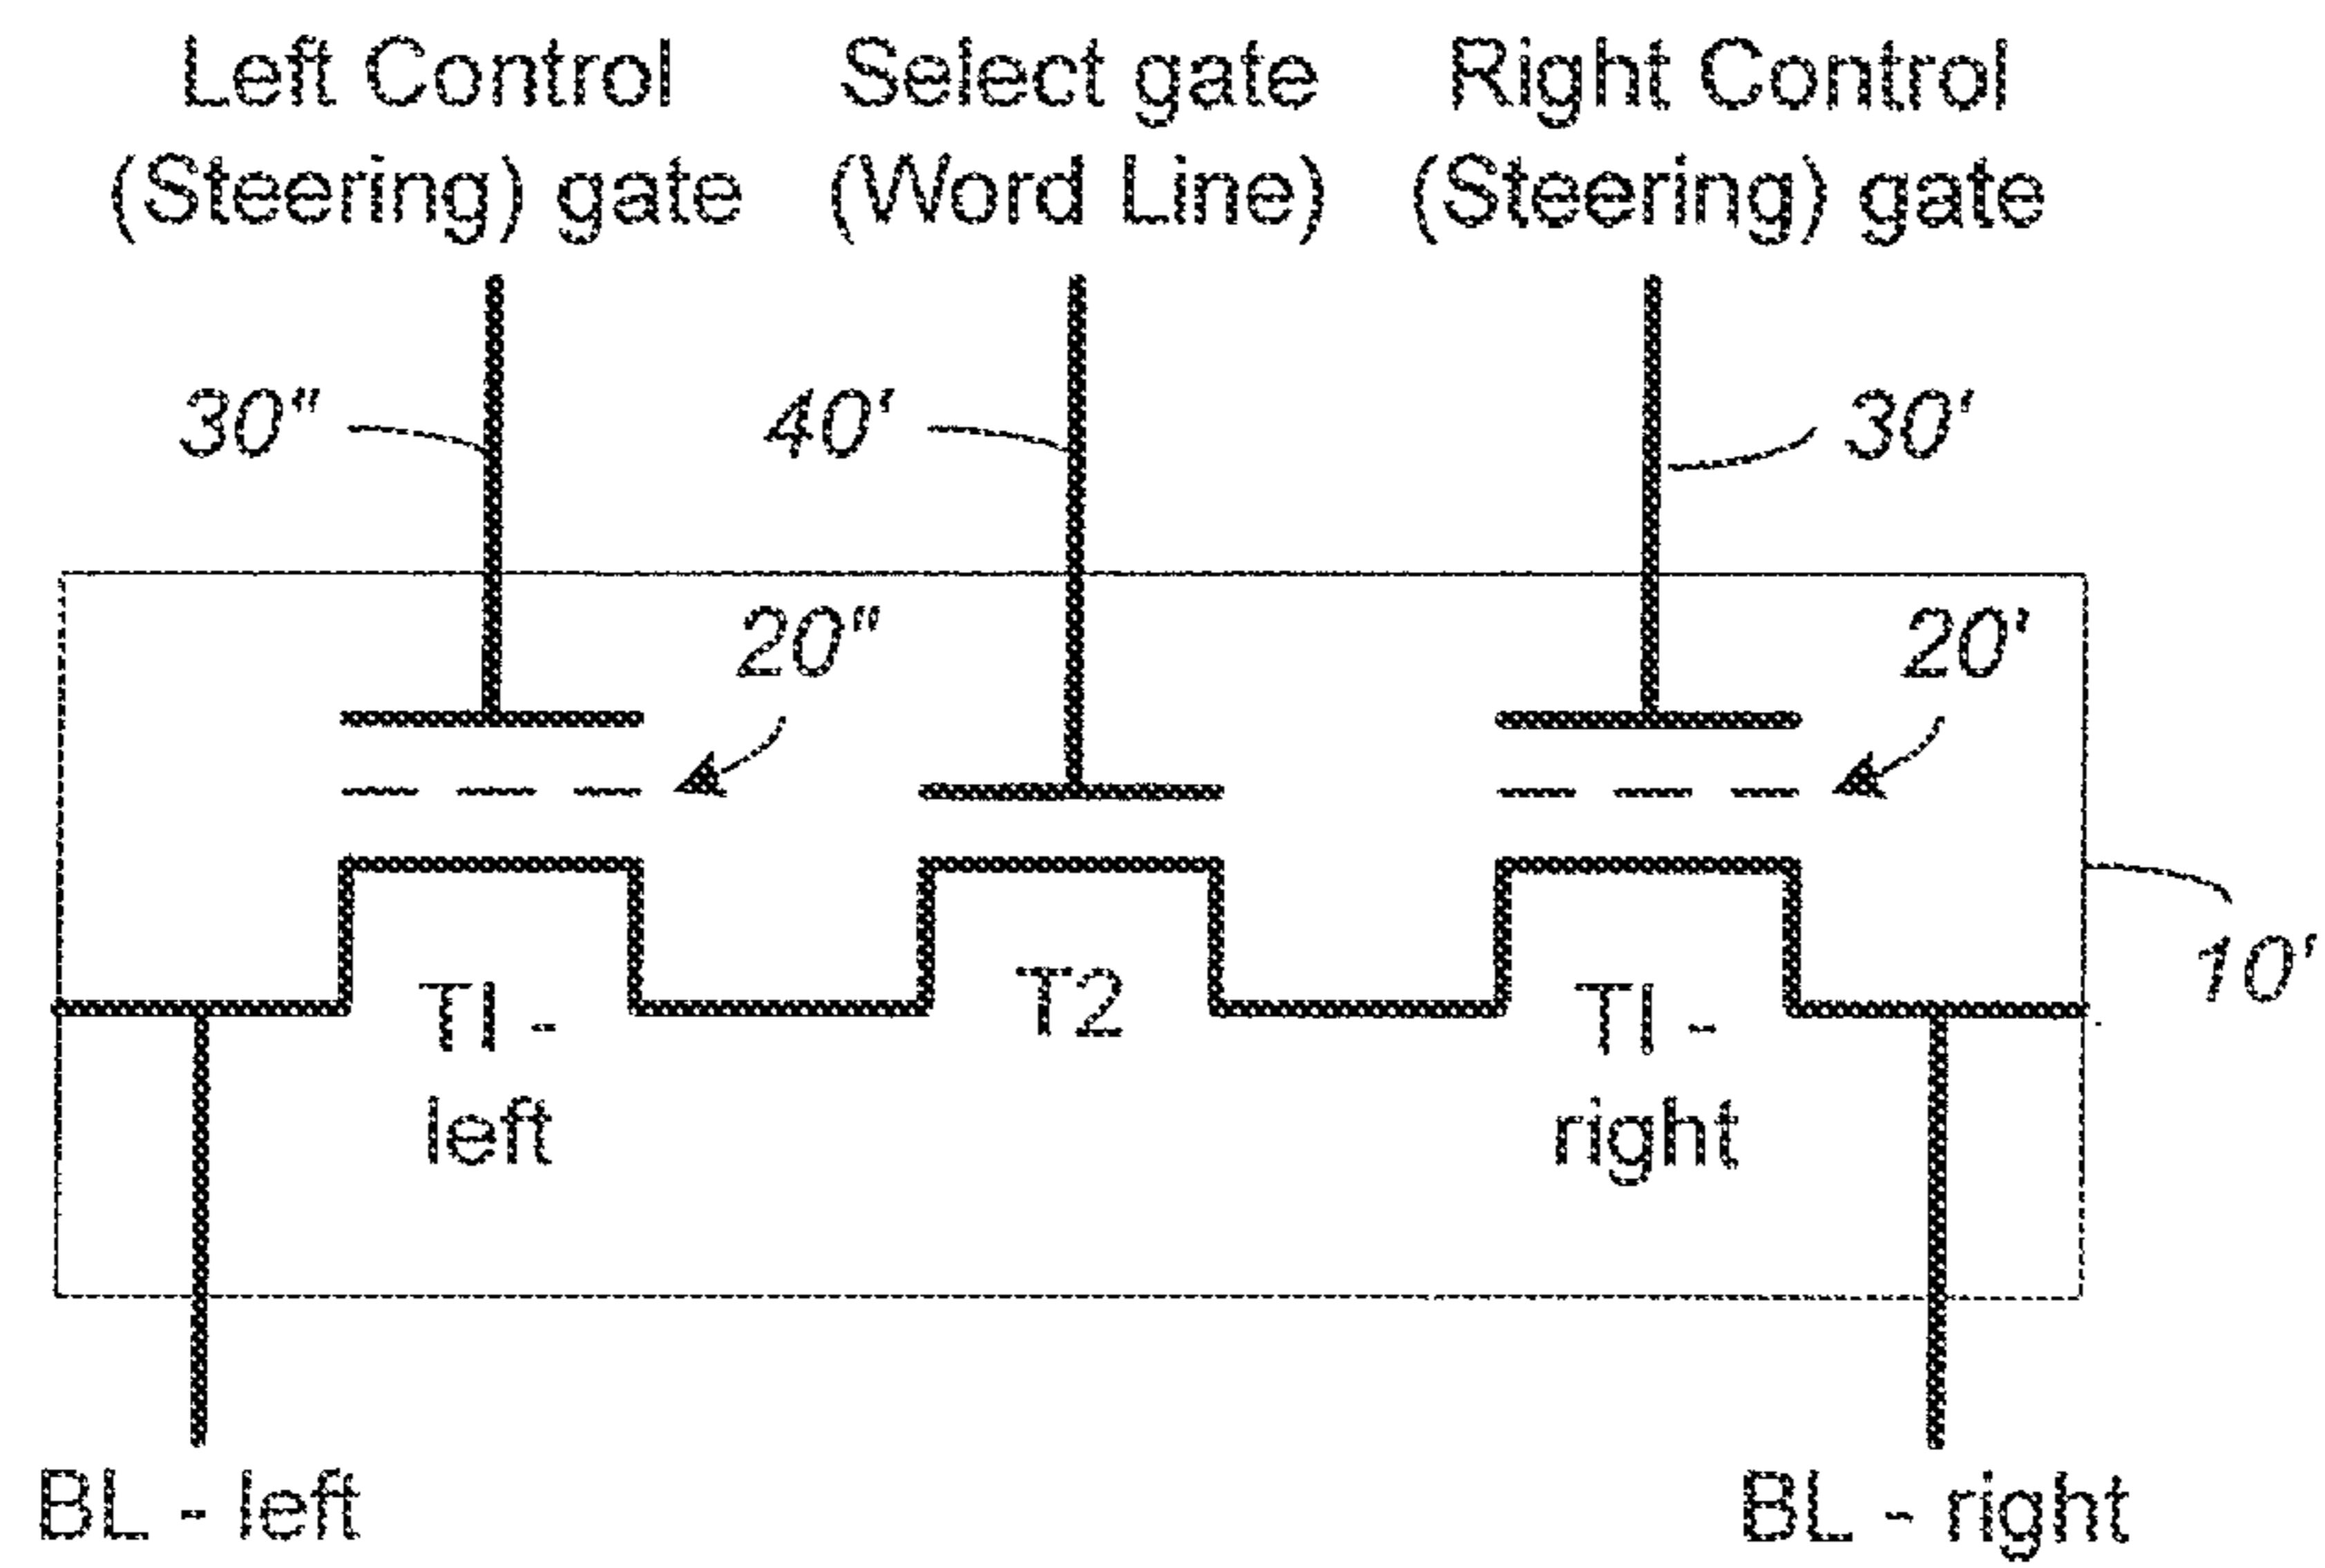 Left Control
(Steering) gate
Select gate
(Word Line)
Right Control
(Steering) gate
30"
40'
30'
20"
20'
10'
TI -
left
T2
TI -
right
BL - left
BL - right